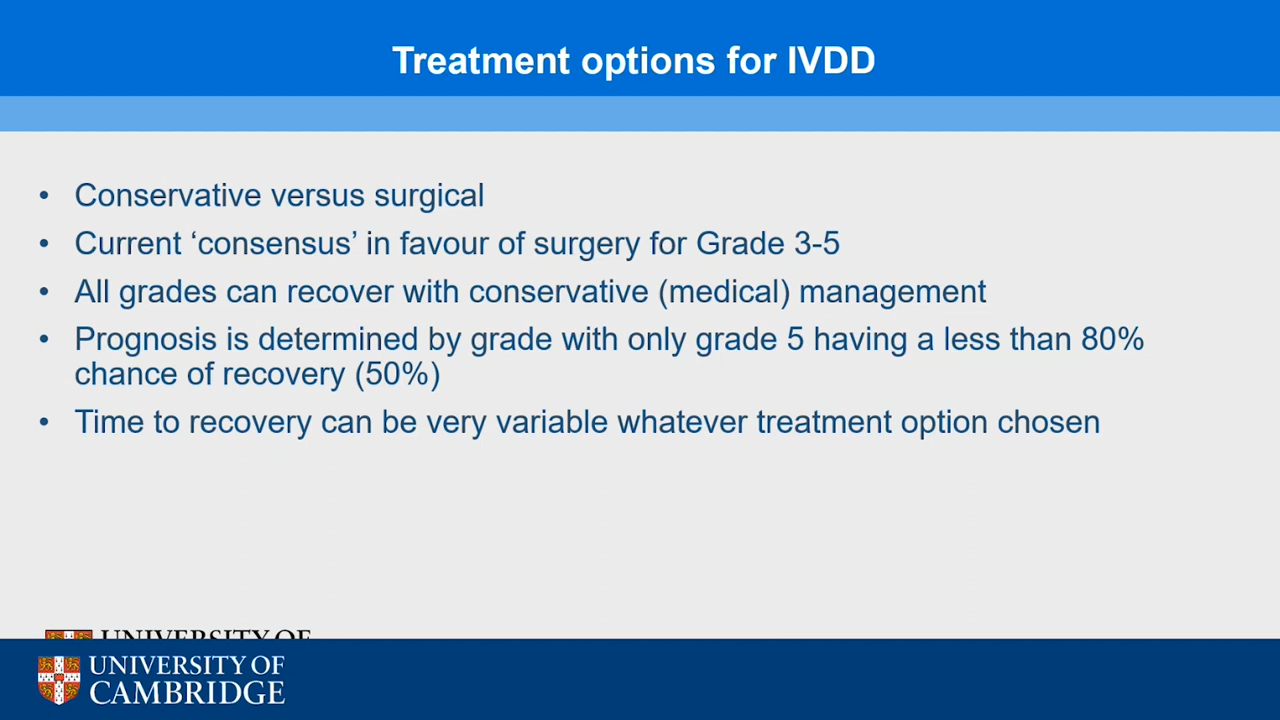 Treatment options for IVDD
• Conservative versus surgical
• Current ‘consensus’ in favour of surgery for Grade 3-5
• All grades can recover with conservative (medical) management
• Prognosis is determined by grade with only grade 5 having a less than 80%
chance of recovery (50%)
• Time to recovery can be very variable whatever treatment option chosen
UNIVERSITY OF
UNIVERSITY OF
CAMBRIDGE